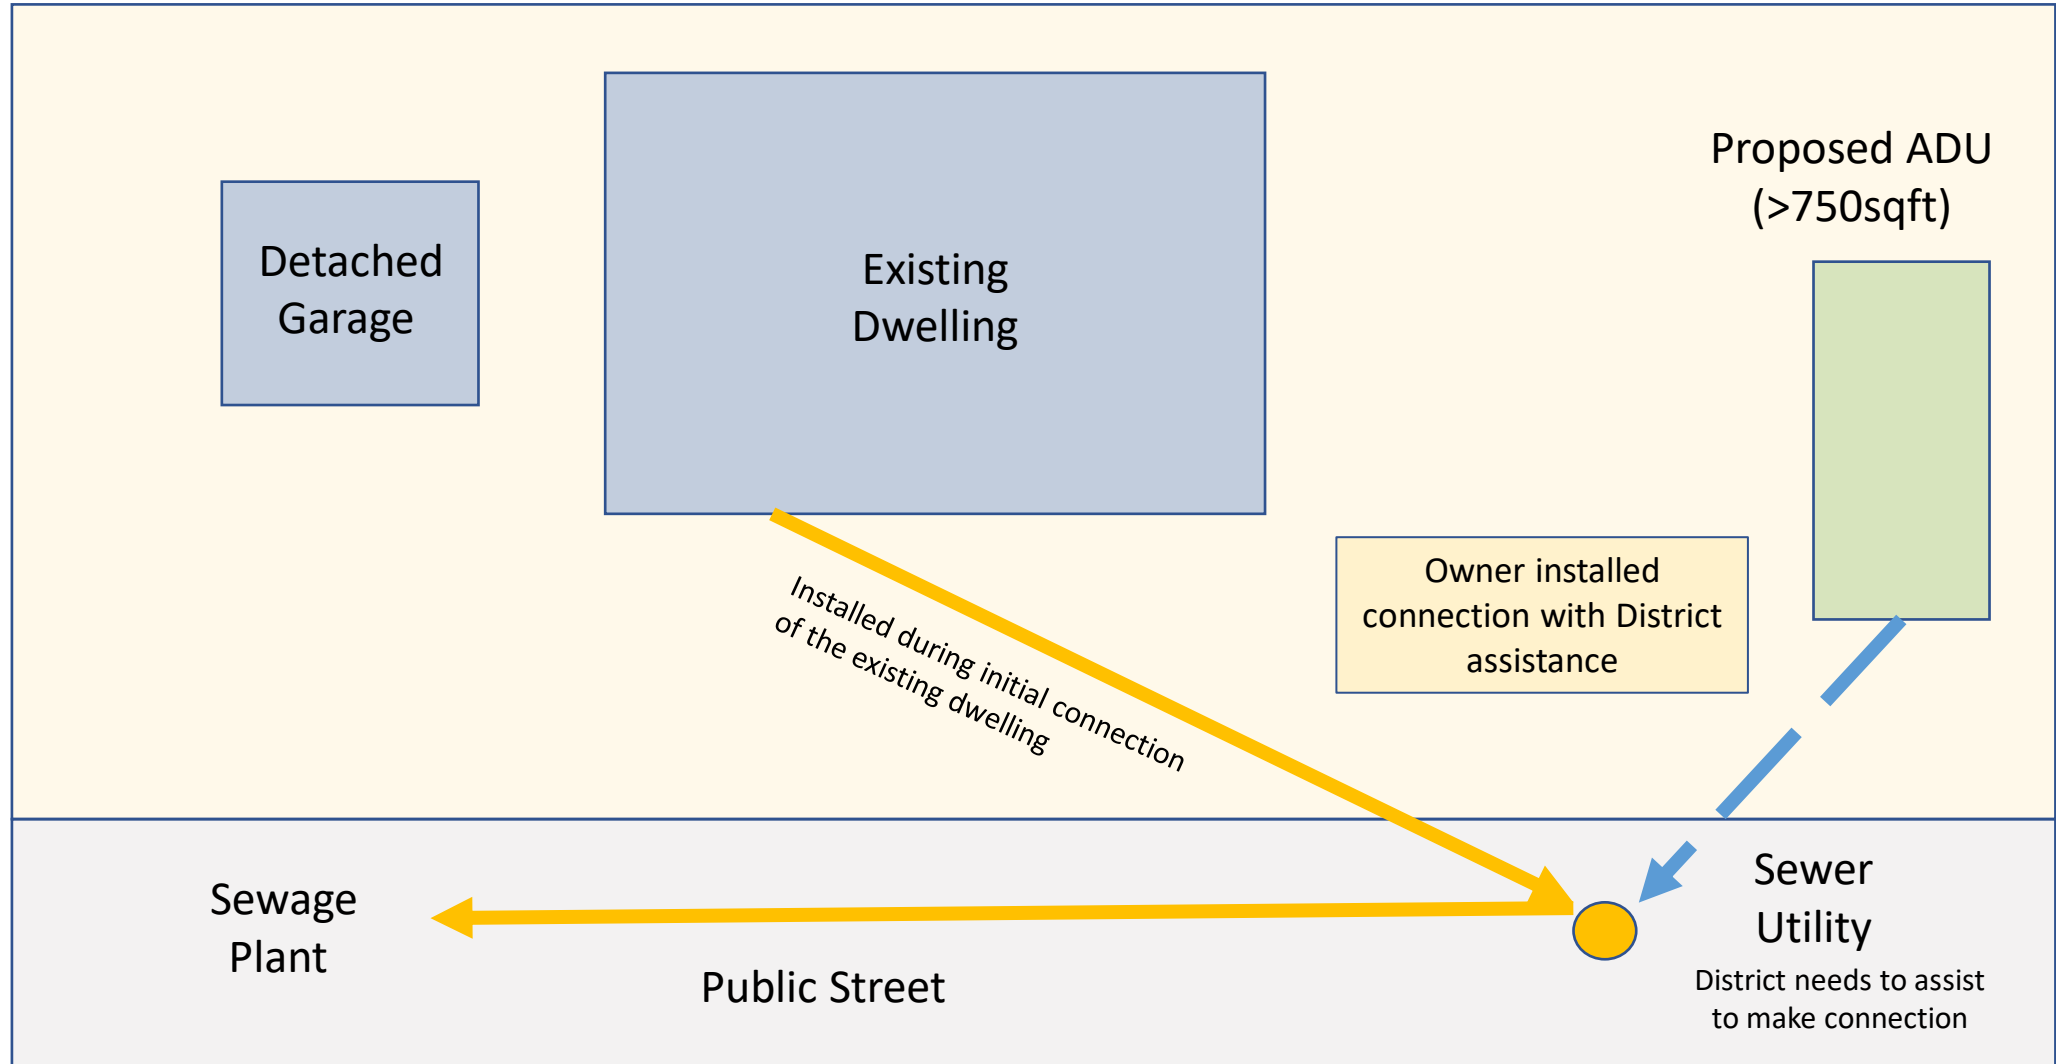 Proposed ADU
(>750sqft)
Detached
Garage
Existing
Dwelling
Installed during initial connection
of the existing dwelling
Owner installed
connection with District
assistance
Sewage
Plant
Public Street
Sewer
Utility
District needs to assist
to make connection